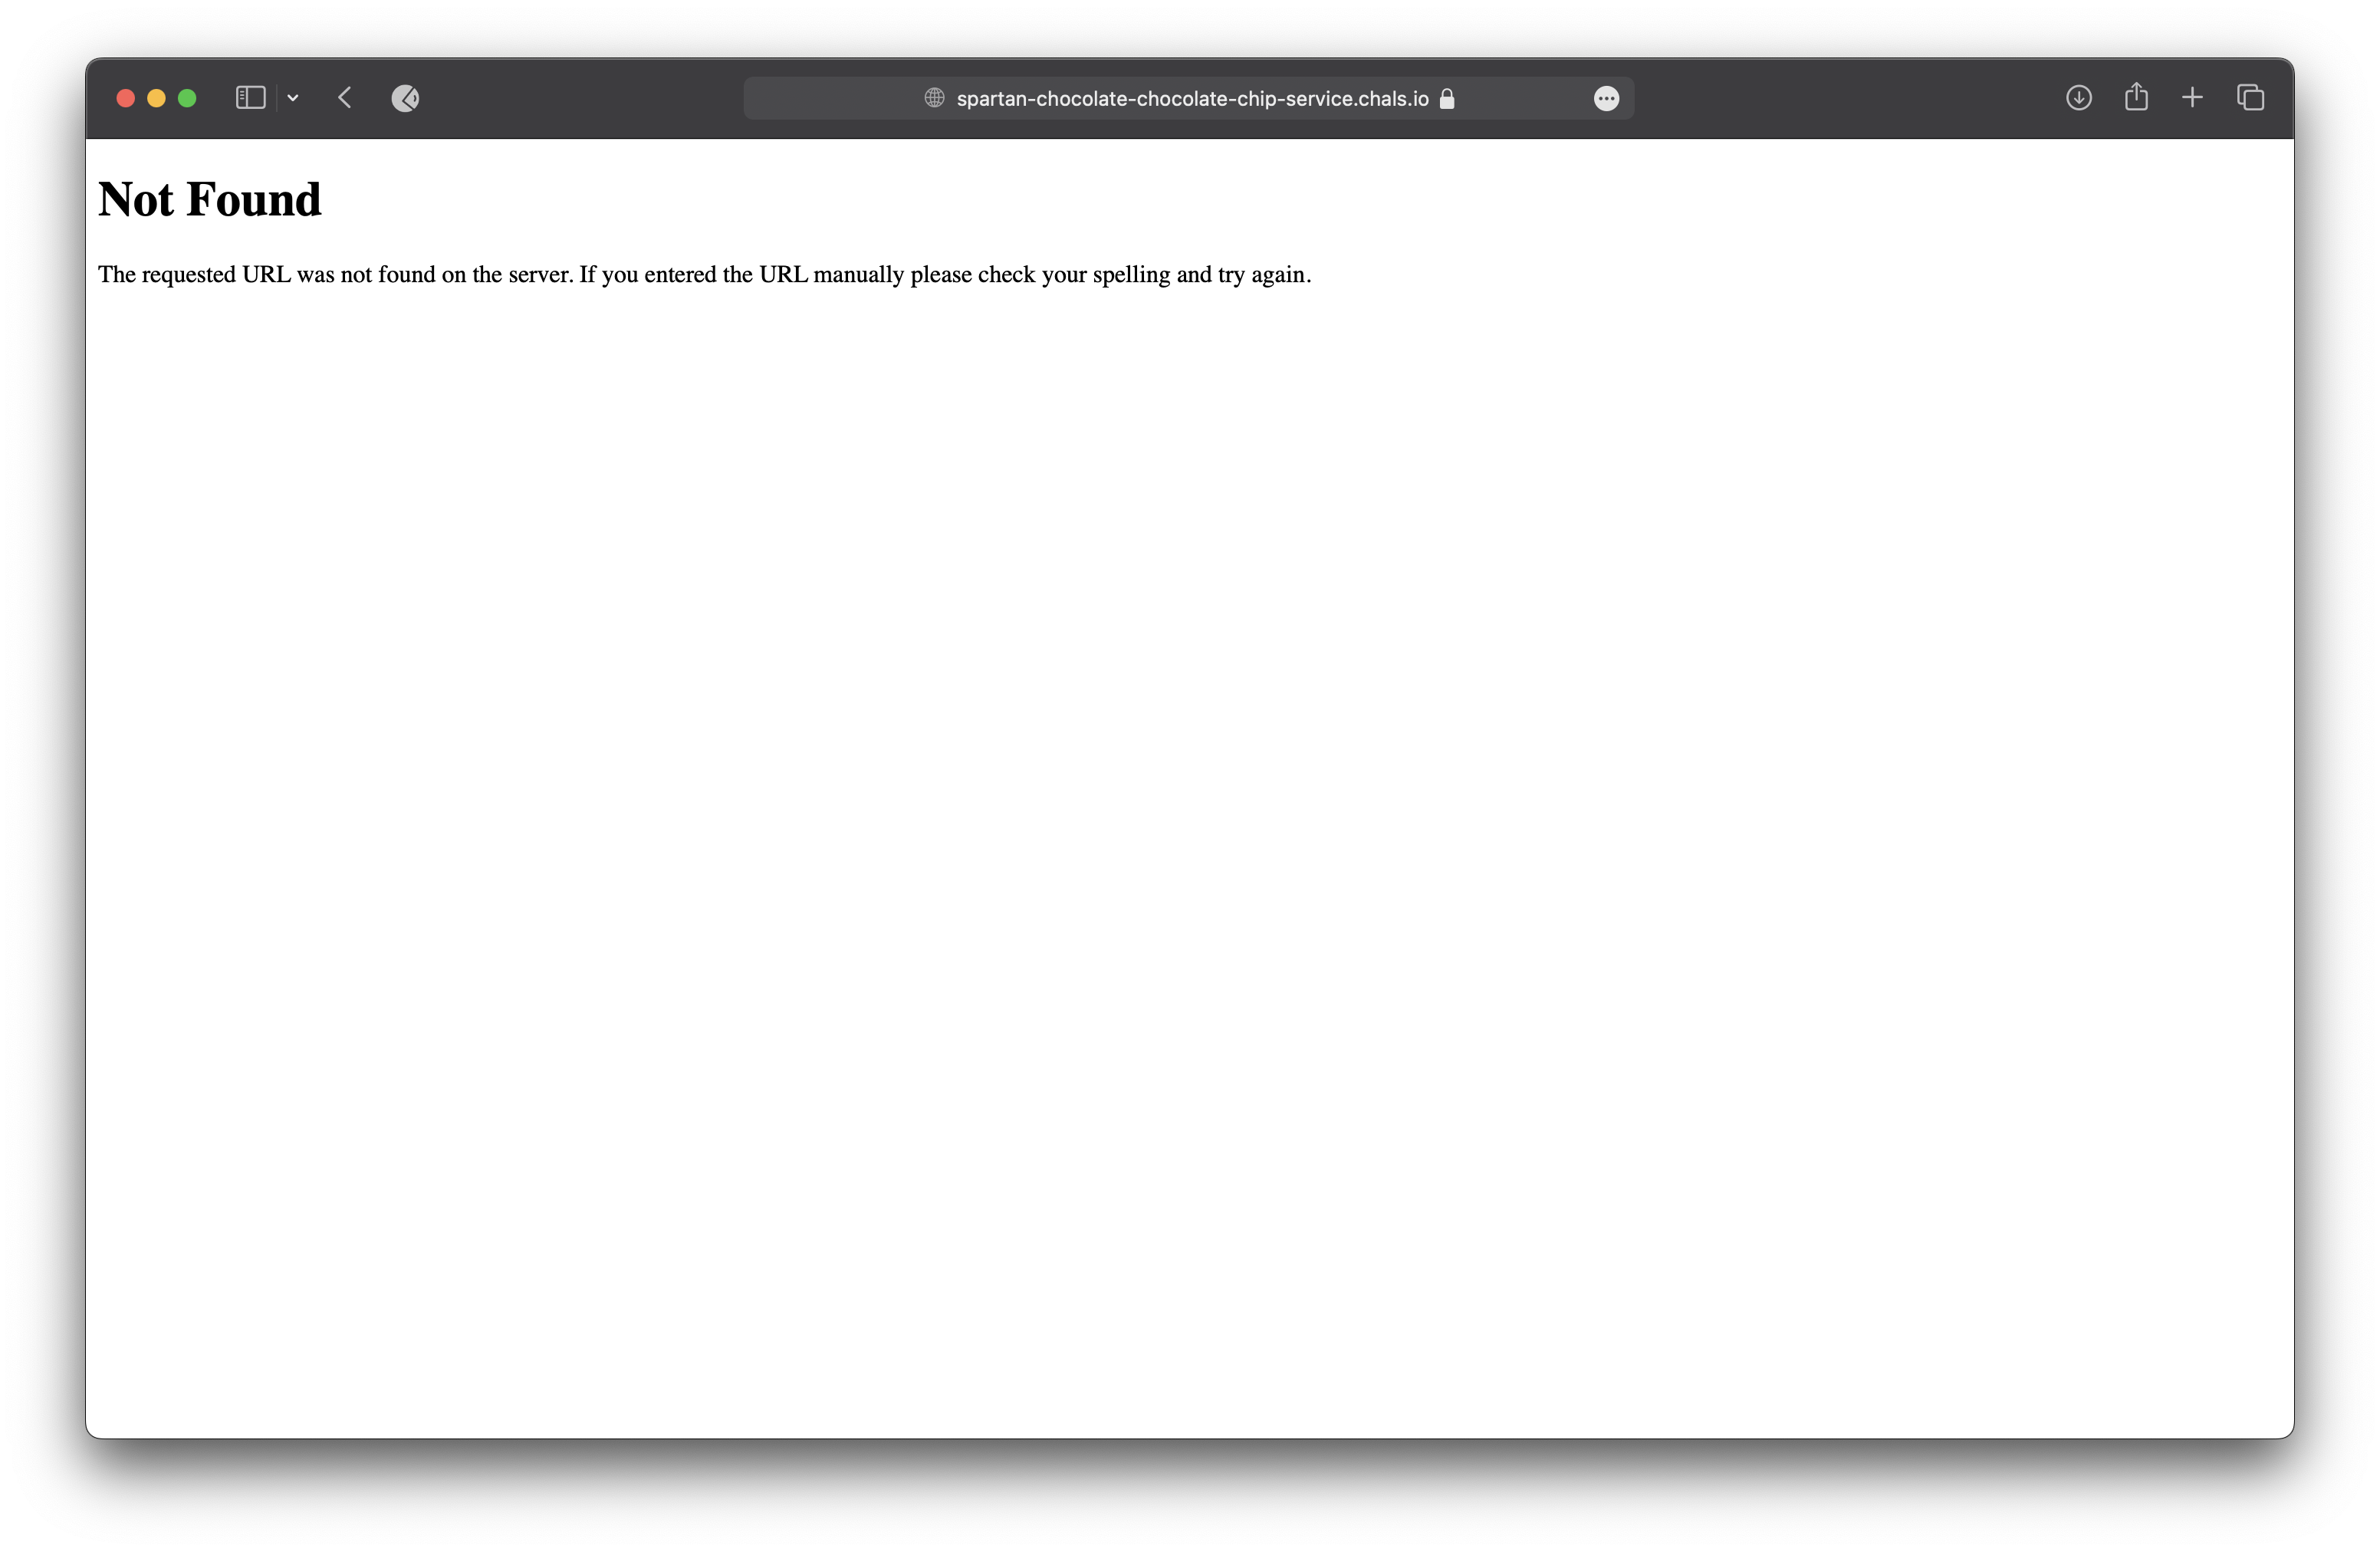 spartan-chocolate-chocolate-chip-service.chals.io
Not Found
The requested URL was not found on the server. If you entered the URL manually please check your spelling and try again.